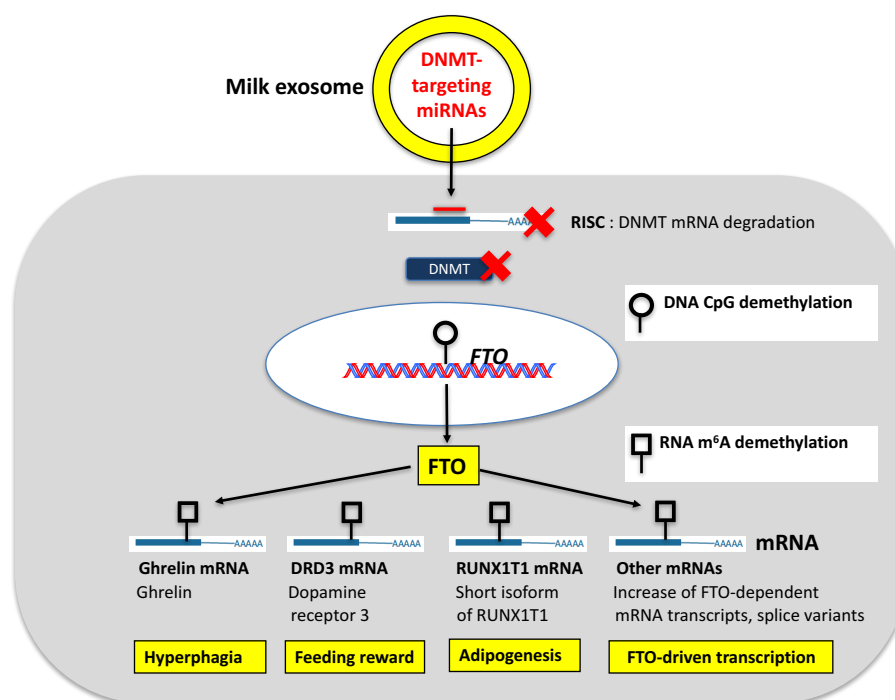 DNMT-
targeting
miRNAs
Milk exosome
AAAA
RISC : DNMT mRNA degradation
DNMT
DNA CpG demethylation
FTO
RNA m⁶A demethylation
FTO
AAAAA
AAAAA
AAAAA
AAAAA
mRNA
Ghrelin mRNA
Ghrelin
DRD3 mRNA
Dopamine
receptor 3
RUNX1T1 mRNA
Short isoform
of RUNX1T1
Other mRNAs
Increase of FTO-dependent
mRNA transcripts, splice variants
Hyperphagia
Feeding reward
Adipogenesis
FTO-driven transcription